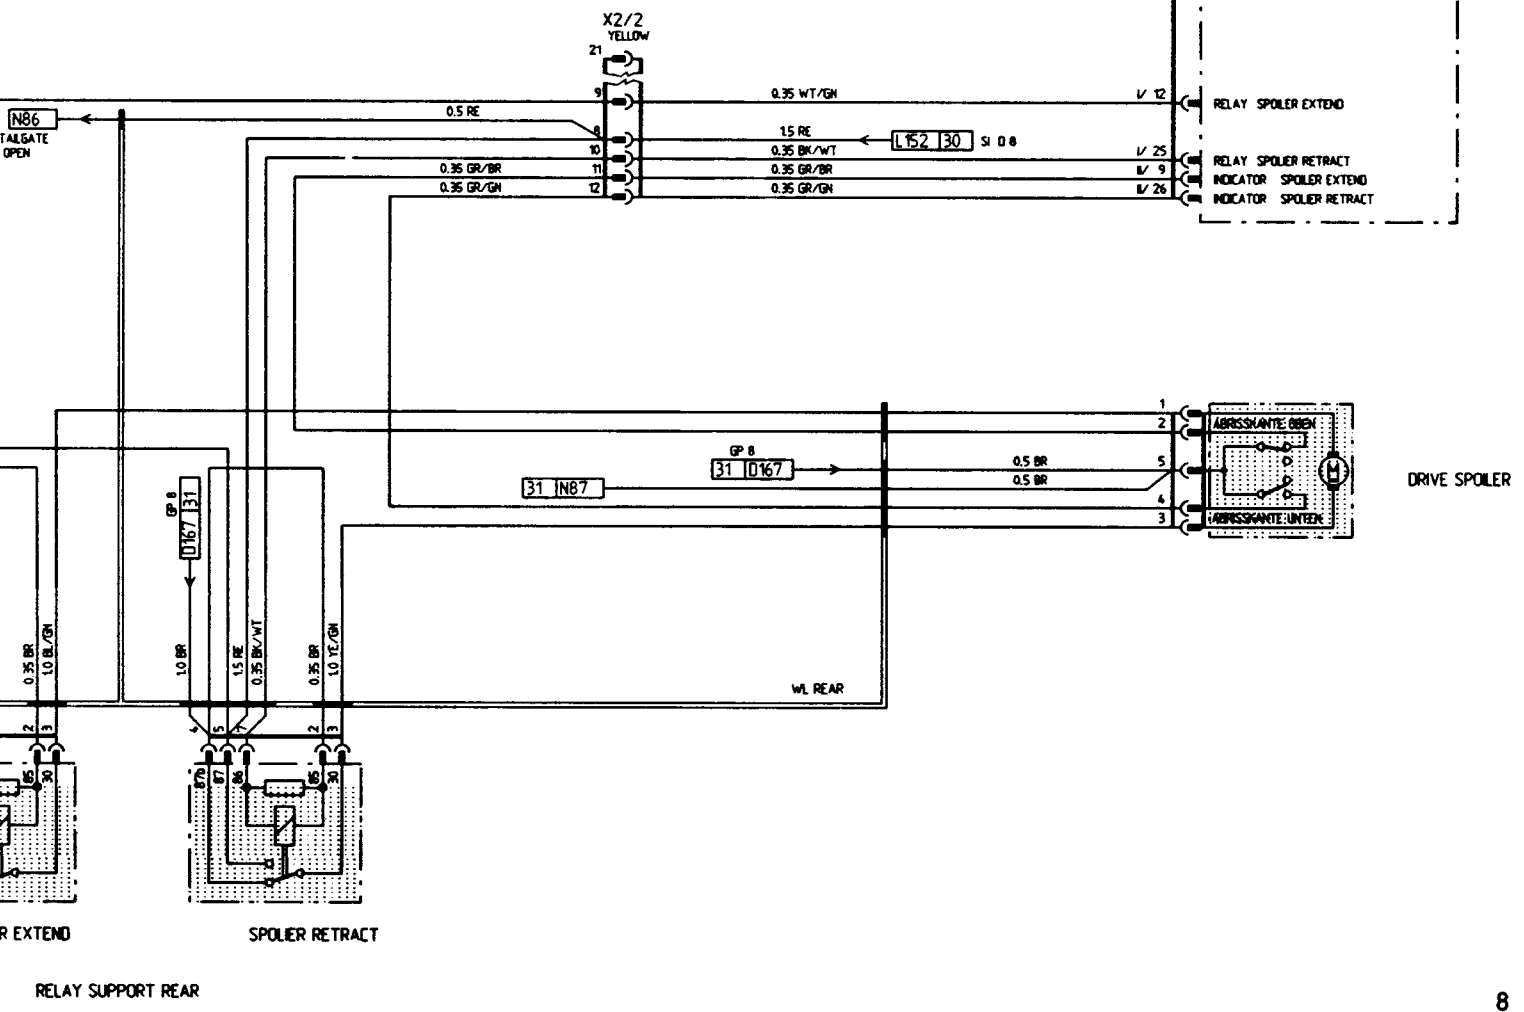 X2/2
YELLOW
21
9
0.35 WT/GN
I/ 12
RELAY SPOILER EXTEND
N86
TAILGATE
OPEN
0.5 RE
8
1.5 RE
L152 30
SI D 8
10
0.35 BK/WT
I/ 25
RELAY SPOILER RETRACT
0.35 GR/BR
11
0.35 GR/BR
II/ 9
INDICATOR SPOILER EXTEND
0.35 GR/GN
12
0.35 GR/GN
II/ 26
INDICATOR SPOLIER RETRACT
1
2
ABRISSKANTE OBEN
GP 8
31 D167
0.5 BR
5
31 N87
0.5 BR
4
3
ABRISSKANTE UNTEN
M
DRIVE SPOILER
GP 8
D167 31
0.35 BR
1.0 BL/GN
1.0 BR
1.5 RE
0.35 BK/WT
0.35 BR
1.0 YE/GN
WL REAR
2
3
4
5
7
2
3
85
30
87b
87
86
85
30
R EXTEND
SPOLIER RETRACT
RELAY SUPPORT REAR
8